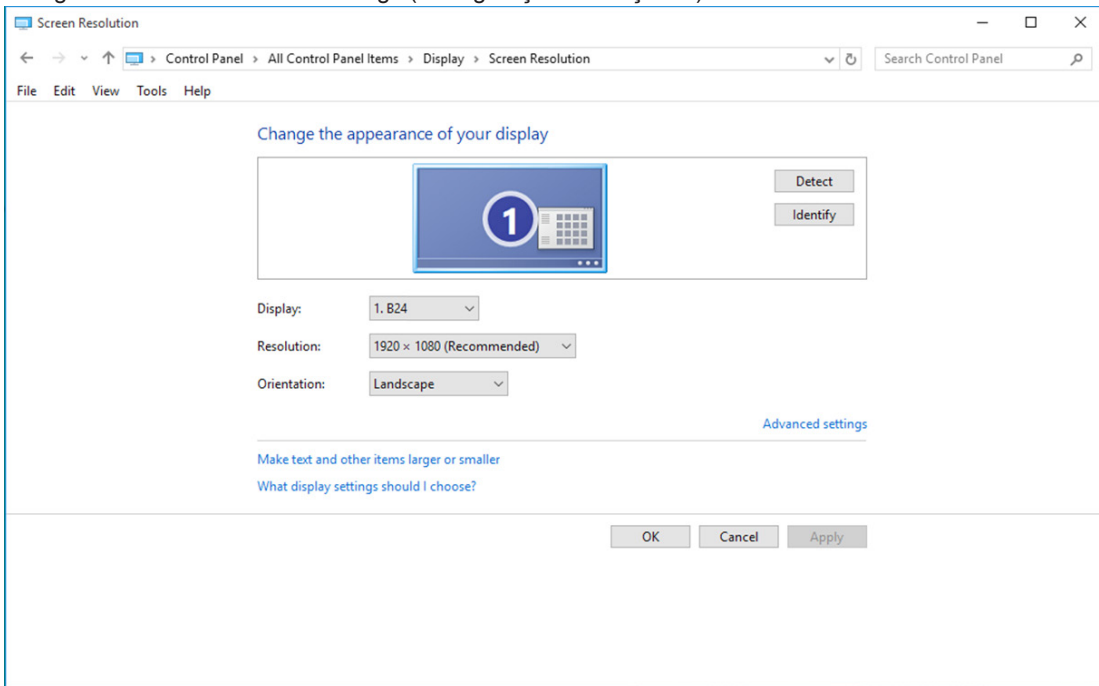 Screen Resolution
Control Panel > All Control Panel Items > Display > Screen Resolution
Search Control Panel
File Edit View Tools Help
Change the appearance of your display
1
Detect
Identify
Display: 1. B24
Resolution: 1920 × 1080 (Recommended)
Orientation: Landscape
Advanced settings
Make text and other items larger or smaller
What display settings should I choose?
OK Cancel Apply